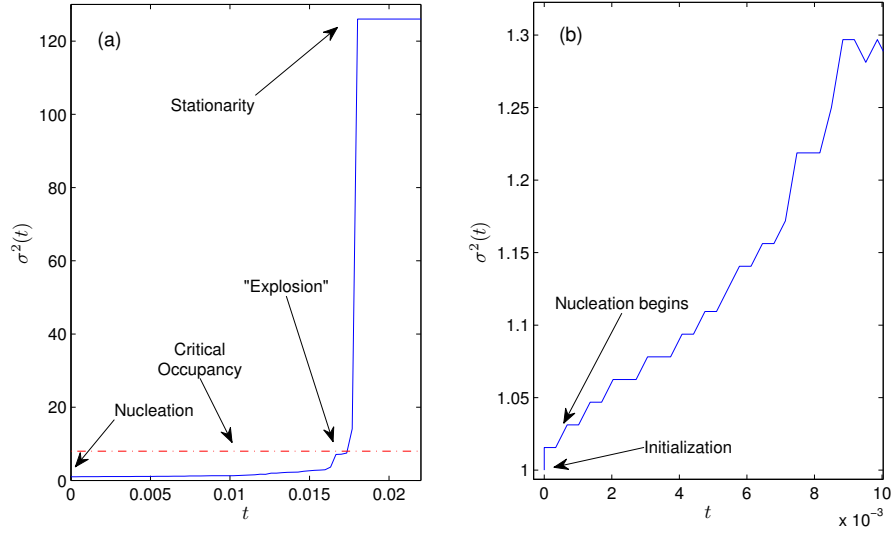 (a)
120
100
80
60
40
20
0
σ²(t)
0
0.005
0.01
0.015
0.02
t
Stationarity
"Explosion"
Critical
Occupancy
Nucleation
(b)
1.3
1.25
1.2
1.15
1.1
1.05
1
σ²(t)
0
2
4
6
8
10
t
x 10⁻³
Nucleation begins
Initialization